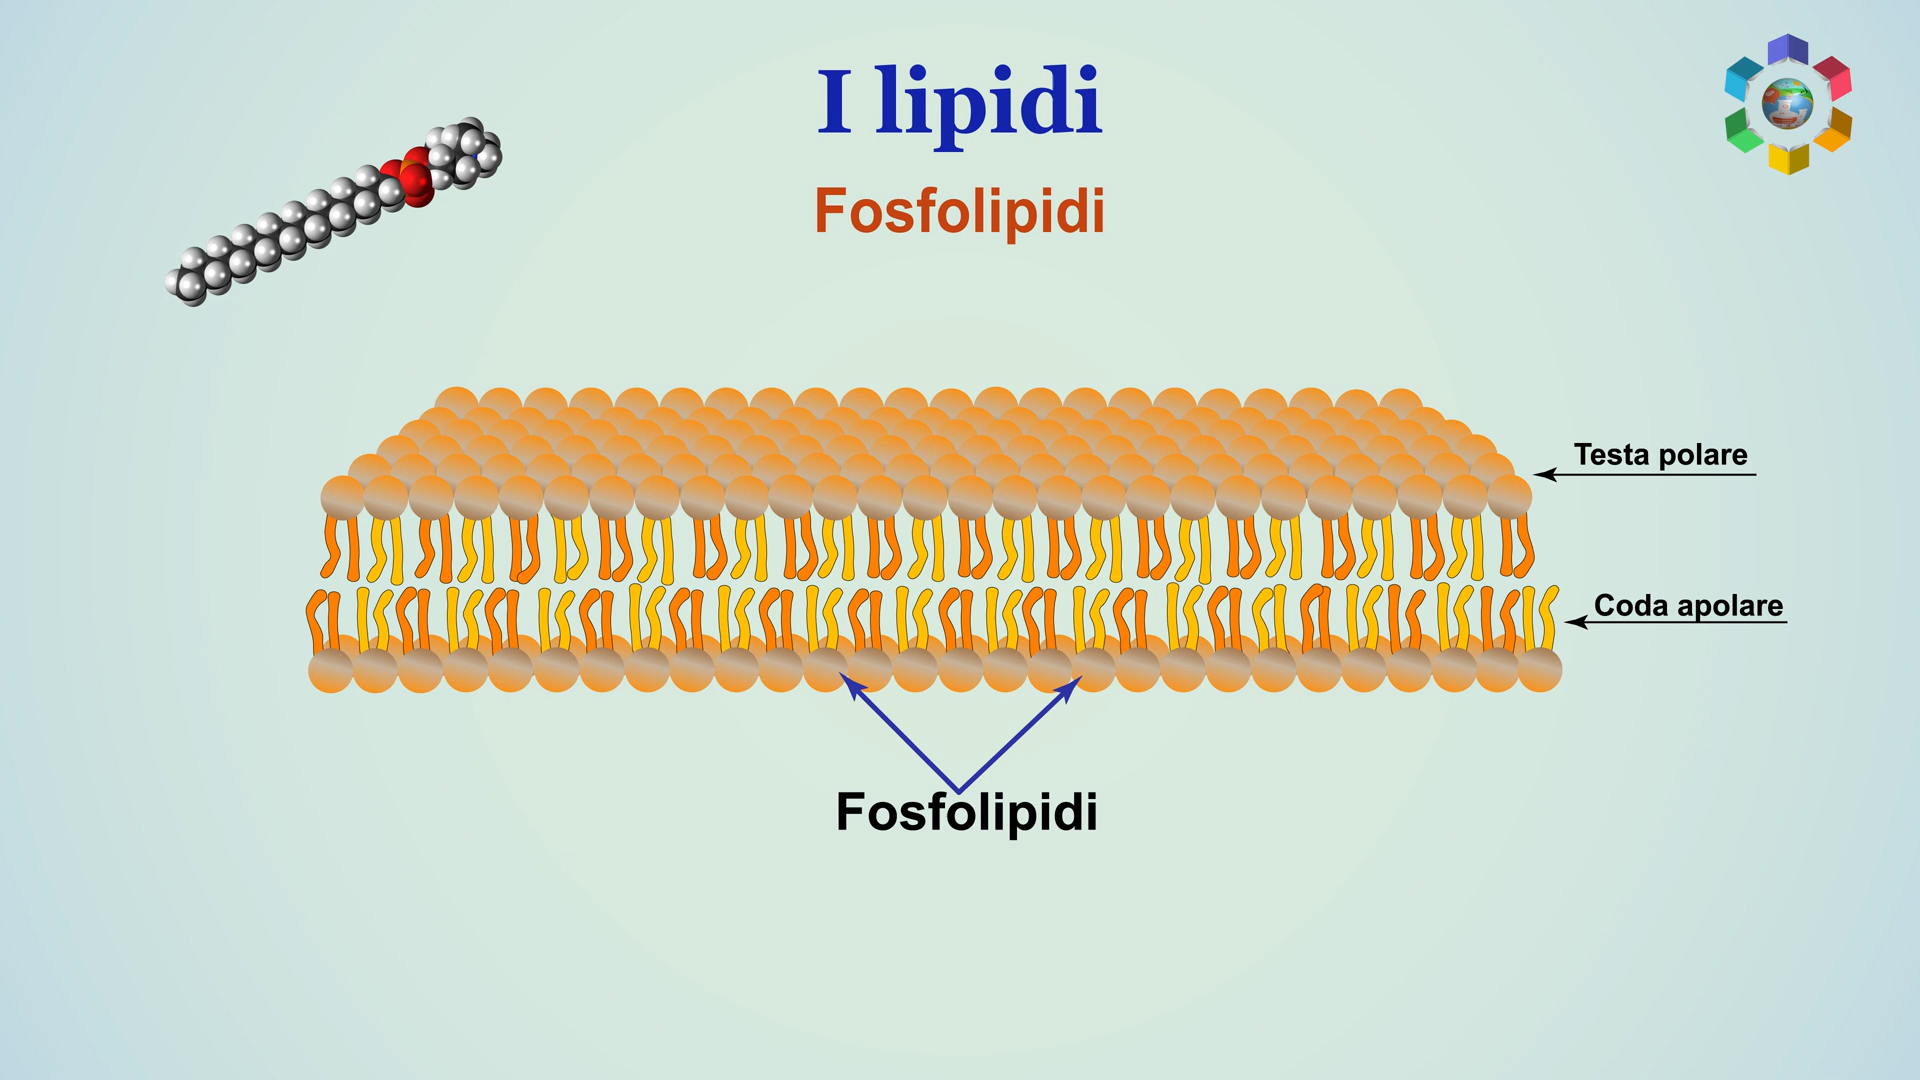 I lipidi
Fosfolipidi
Testa polare
Coda apolare
Fosfolipidi